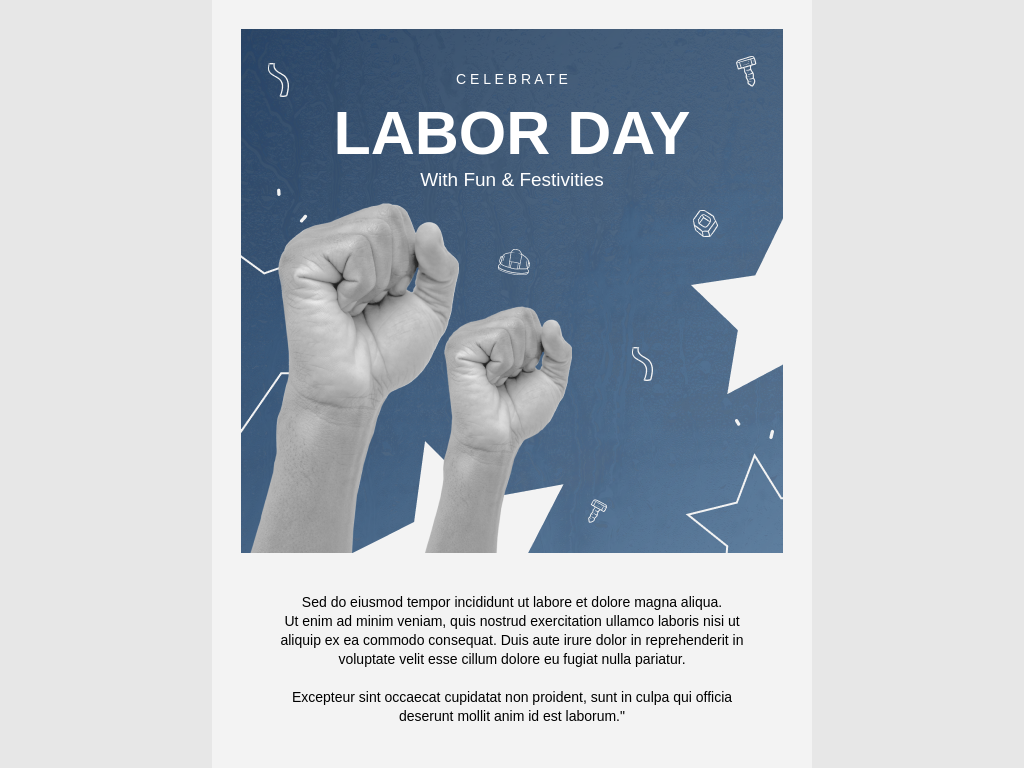 CELEBRATE
LABOR DAY
With Fun & Festivities
Sed do eiusmod tempor incididunt ut labore et dolore magna aliqua.
Ut enim ad minim veniam, quis nostrud exercitation ullamco laboris nisi ut
aliquip ex ea commodo consequat. Duis aute irure dolor in reprehenderit in
voluptate velit esse cillum dolore eu fugiat nulla pariatur.
Excepteur sint occaecat cupidatat non proident, sunt in culpa qui officia
deserunt mollit anim id est laborum."